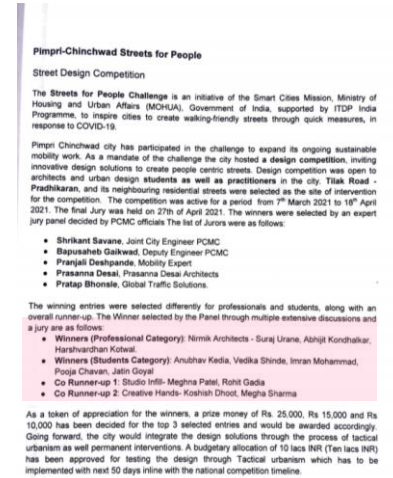 Pimpri-Chinchwad Streets for People
Street Design Competition
The Streets for People Challenge is an initiative of the Smart Cities Mission, Ministry of
Housing and Urban Affairs (MOHUA), Government of India, supported by ITDP India
Programme, to inspire cities to create walking-friendly streets through quick measures, in
response to COVID-19.
Pimpri Chinchwad city has participated in the challenge to expand its ongoing sustainable
mobility work. As a mandate of the challenge the city hosted a design competition, inviting
innovative design solutions to create people centric streets. Design competition was open to
architects and urban design students as well as practitioners in the city. Tilak Road -
Pradhikaran, and its neighbouring residential streets were selected as the site of intervention
for the competition. The competition was active for a period from 7th March 2021 to 18th April
2021. The final Jury was held on 27th of April 2021. The winners were selected by an expert
jury panel decided by PCMC officials The list of Jurors were as follows:
• Shrikant Savane, Joint City Engineer PCMC
• Bapusaheb Gaikwad, Deputy Engineer PCMC
• Pranjali Deshpande, Mobility Expert
• Prasanna Desai, Prasanna Desai Architects
• Pratap Bhonsle, Global Traffic Solutions.
The winning entries were selected differently for professionals and students, along with an
overall runner-up. The Winner selected by the Panel through multiple extensive discussions and
a jury are as follows:
• Winners (Professional Category): Nirmik Architects - Suraj Urane, Abhijit Kondhalkar,
Harshvardhan Kotwal.
• Winners (Students Category): Anubhav Kedia, Vedika Shinde, Imran Mohammad,
Pooja Chavan, Jatin Goyal
• Co Runner-up 1: Studio Infill- Meghna Patel, Rohit Gadia
• Co Runner-up 2: Creative Hands- Koshish Dhoot, Megha Sharma
As a token of appreciation for the winners, a prize money of Rs. 25,000, Rs 15,000 and Rs
10,000 has been decided for the top 3 selected entries and would be awarded accordingly.
Going forward, the city would integrate the design solutions through the process of tactical
urbanism as well permanent interventions. A budgetary allocation of 10 lacs INR (Ten lacs INR)
has been approved for testing the design through Tactical urbanism which has to be
implemented with next 50 days inline with the national competition timeline.